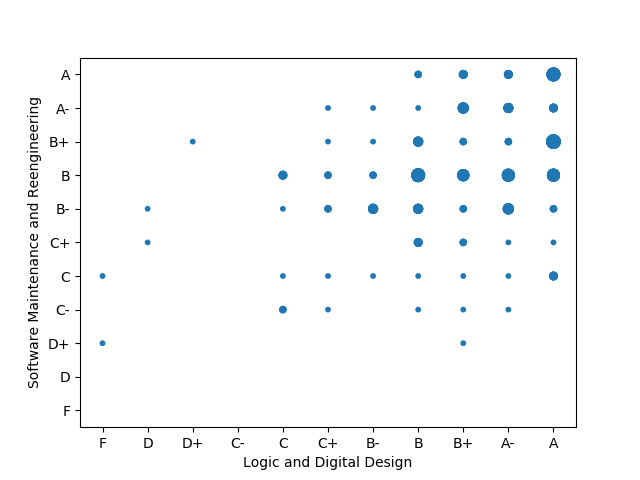 Software Maintenance and Reengineering
A
A-
B+
B
B-
C+
C
C-
D+
D
F
F D D+ C- C C+ B- B B+ A- A
Logic and Digital Design